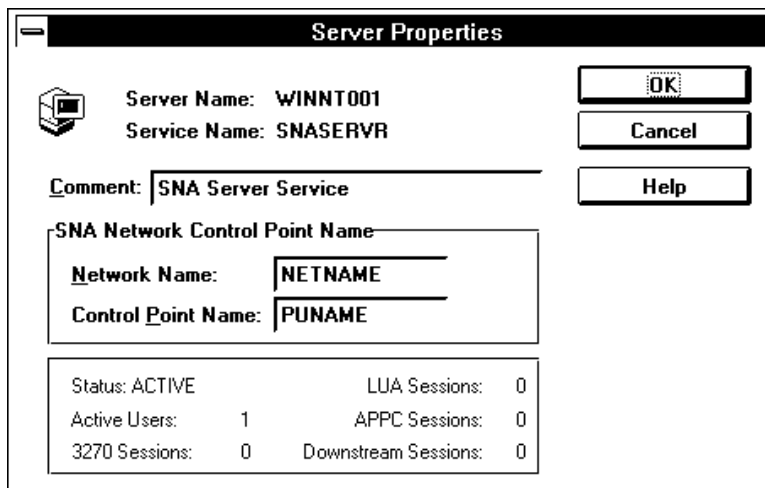 Server Properties
Server Name: WINNT001
Service Name: SNASERVR
OK
Cancel
Help
Comment: SNA Server Service
SNA Network Control Point Name
Network Name: NETNAME
Control Point Name: PUNAME
Status: ACTIVE LUA Sessions: 0
Active Users: 1 APPC Sessions: 0
3270 Sessions: 0 Downstream Sessions: 0